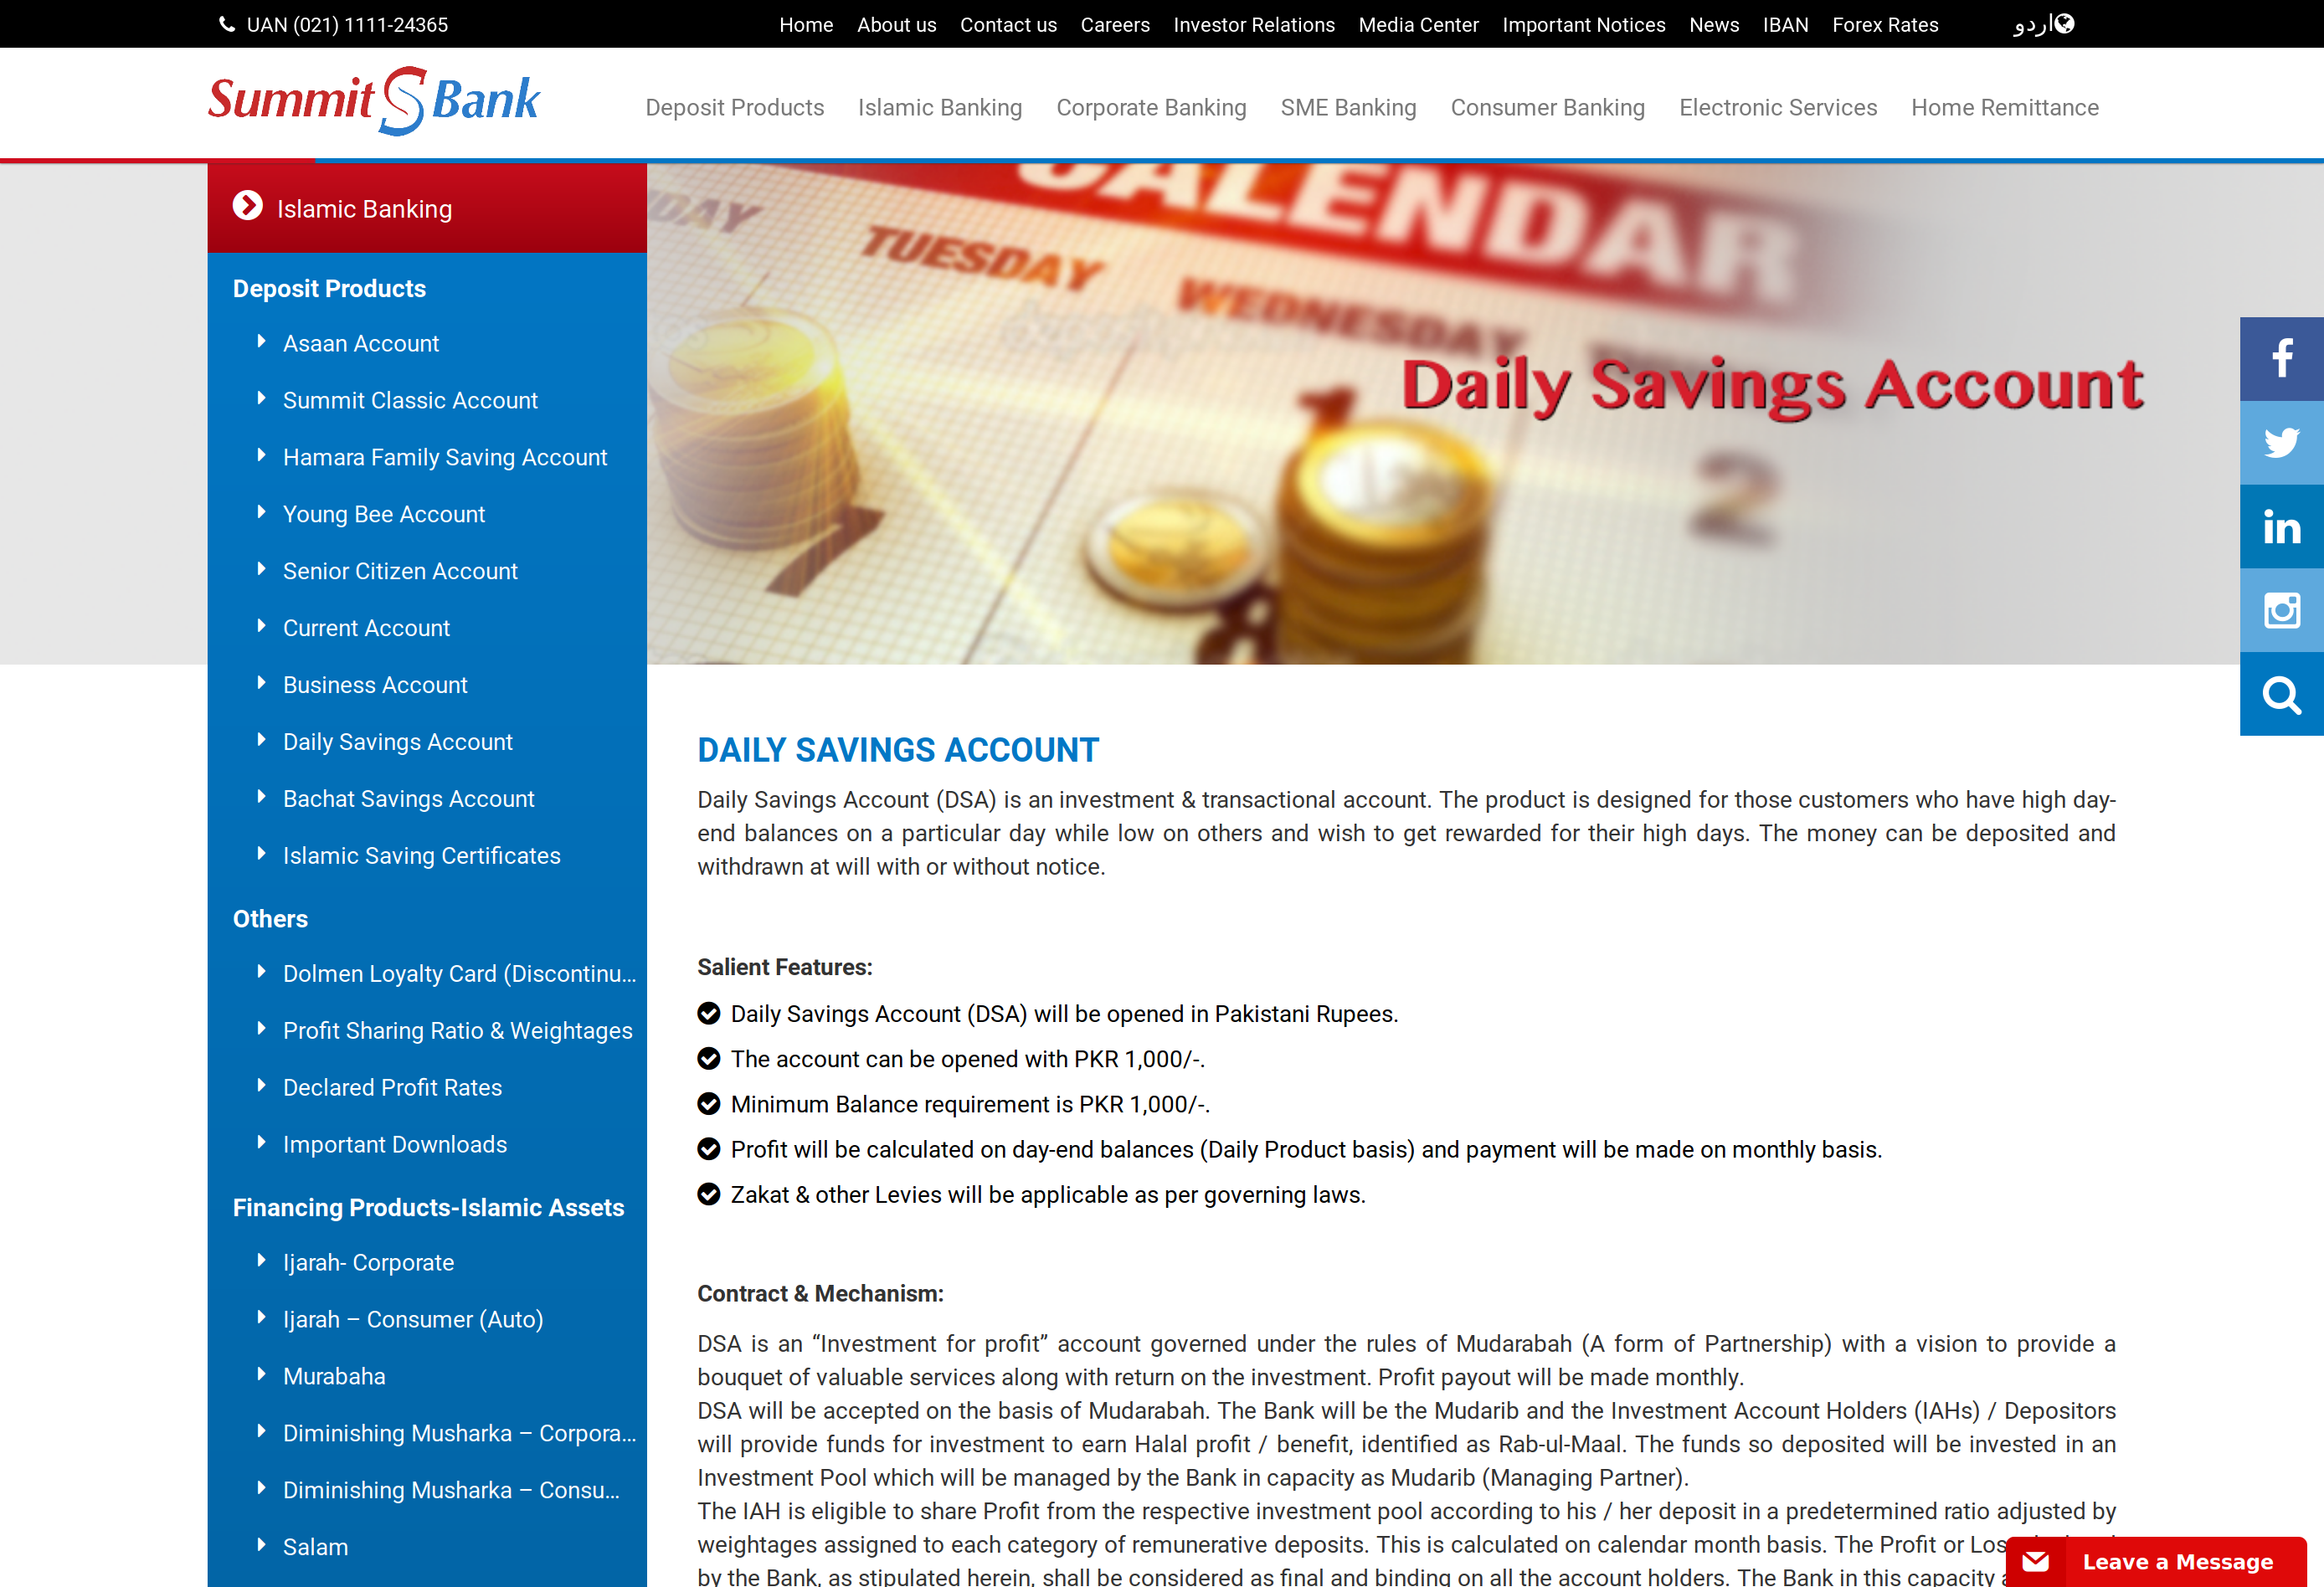 UAN (021) 1111-24365
Home About us Contact us Careers Investor Relations Media Center Important Notices News IBAN Forex Rates اردو
Summit S Bank
Deposit Products Islamic Banking Corporate Banking SME Banking Consumer Banking Electronic Services Home Remittance
Islamic Banking
Deposit Products
Asaan Account
Summit Classic Account
Hamara Family Saving Account
Young Bee Account
Senior Citizen Account
Current Account
Business Account
Daily Savings Account
Bachat Savings Account
Islamic Saving Certificates
Others
Dolmen Loyalty Card (Discontinu...
Profit Sharing Ratio & Weightages
Declared Profit Rates
Important Downloads
Financing Products-Islamic Assets
Ijarah- Corporate
Ijarah – Consumer (Auto)
Murabaha
Diminishing Musharka – Corpora...
Diminishing Musharka – Consu...
Salam
CALENDAR
TUESDAY
WEDNESDAY
1
2
7
8
Daily Savings Account
DAILY SAVINGS ACCOUNT
Daily Savings Account (DSA) is an investment & transactional account. The product is designed for those customers who have high day-
end balances on a particular day while low on others and wish to get rewarded for their high days. The money can be deposited and
withdrawn at will with or without notice.
Salient Features:
Daily Savings Account (DSA) will be opened in Pakistani Rupees.
The account can be opened with PKR 1,000/-.
Minimum Balance requirement is PKR 1,000/-.
Profit will be calculated on day-end balances (Daily Product basis) and payment will be made on monthly basis.
Zakat & other Levies will be applicable as per governing laws.
Contract & Mechanism:
DSA is an “Investment for profit” account governed under the rules of Mudarabah (A form of Partnership) with a vision to provide a
bouquet of valuable services along with return on the investment. Profit payout will be made monthly.
DSA will be accepted on the basis of Mudarabah. The Bank will be the Mudarib and the Investment Account Holders (IAHs) / Depositors
will provide funds for investment to earn Halal profit / benefit, identified as Rab-ul-Maal. The funds so deposited will be invested in an
Investment Pool which will be managed by the Bank in capacity as Mudarib (Managing Partner).
The IAH is eligible to share Profit from the respective investment pool according to his / her deposit in a predetermined ratio adjusted by
weightages assigned to each category of remunerative deposits. This is calculated on calendar month basis. The Profit or
by the Bank, as stipulated herein, shall be considered as final and binding on all the account holders. The Bank in this capacity
Leave a Message